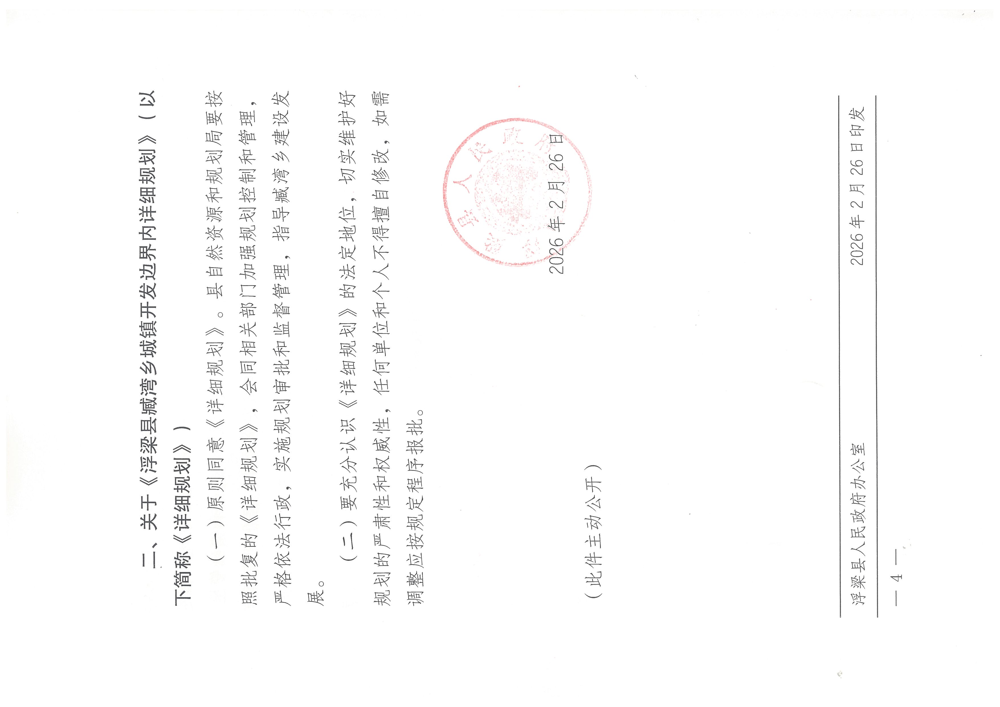 二、关于《浮梁县臧湾乡城镇开发边界内详细规划》（以
下简称《详细规划》）
（一）原则同意《详细规划》。县自然资源和规划局要按
照批复的《详细规划》，会同相关部门加强规划控制和管理，
严格依法行政，实施规划审批和监督管理，指导臧湾乡建设发
展。
（二）要充分认识《详细规划》的法定地位，切实维护好
规划的严肃性和权威性，任何单位和个人不得擅自修改，如需
调整应按规定程序报批。
浮梁县人民政府
2026年2月26日
（此件主动公开）
浮梁县人民政府办公室 2026年2月26日印发
— 4 —